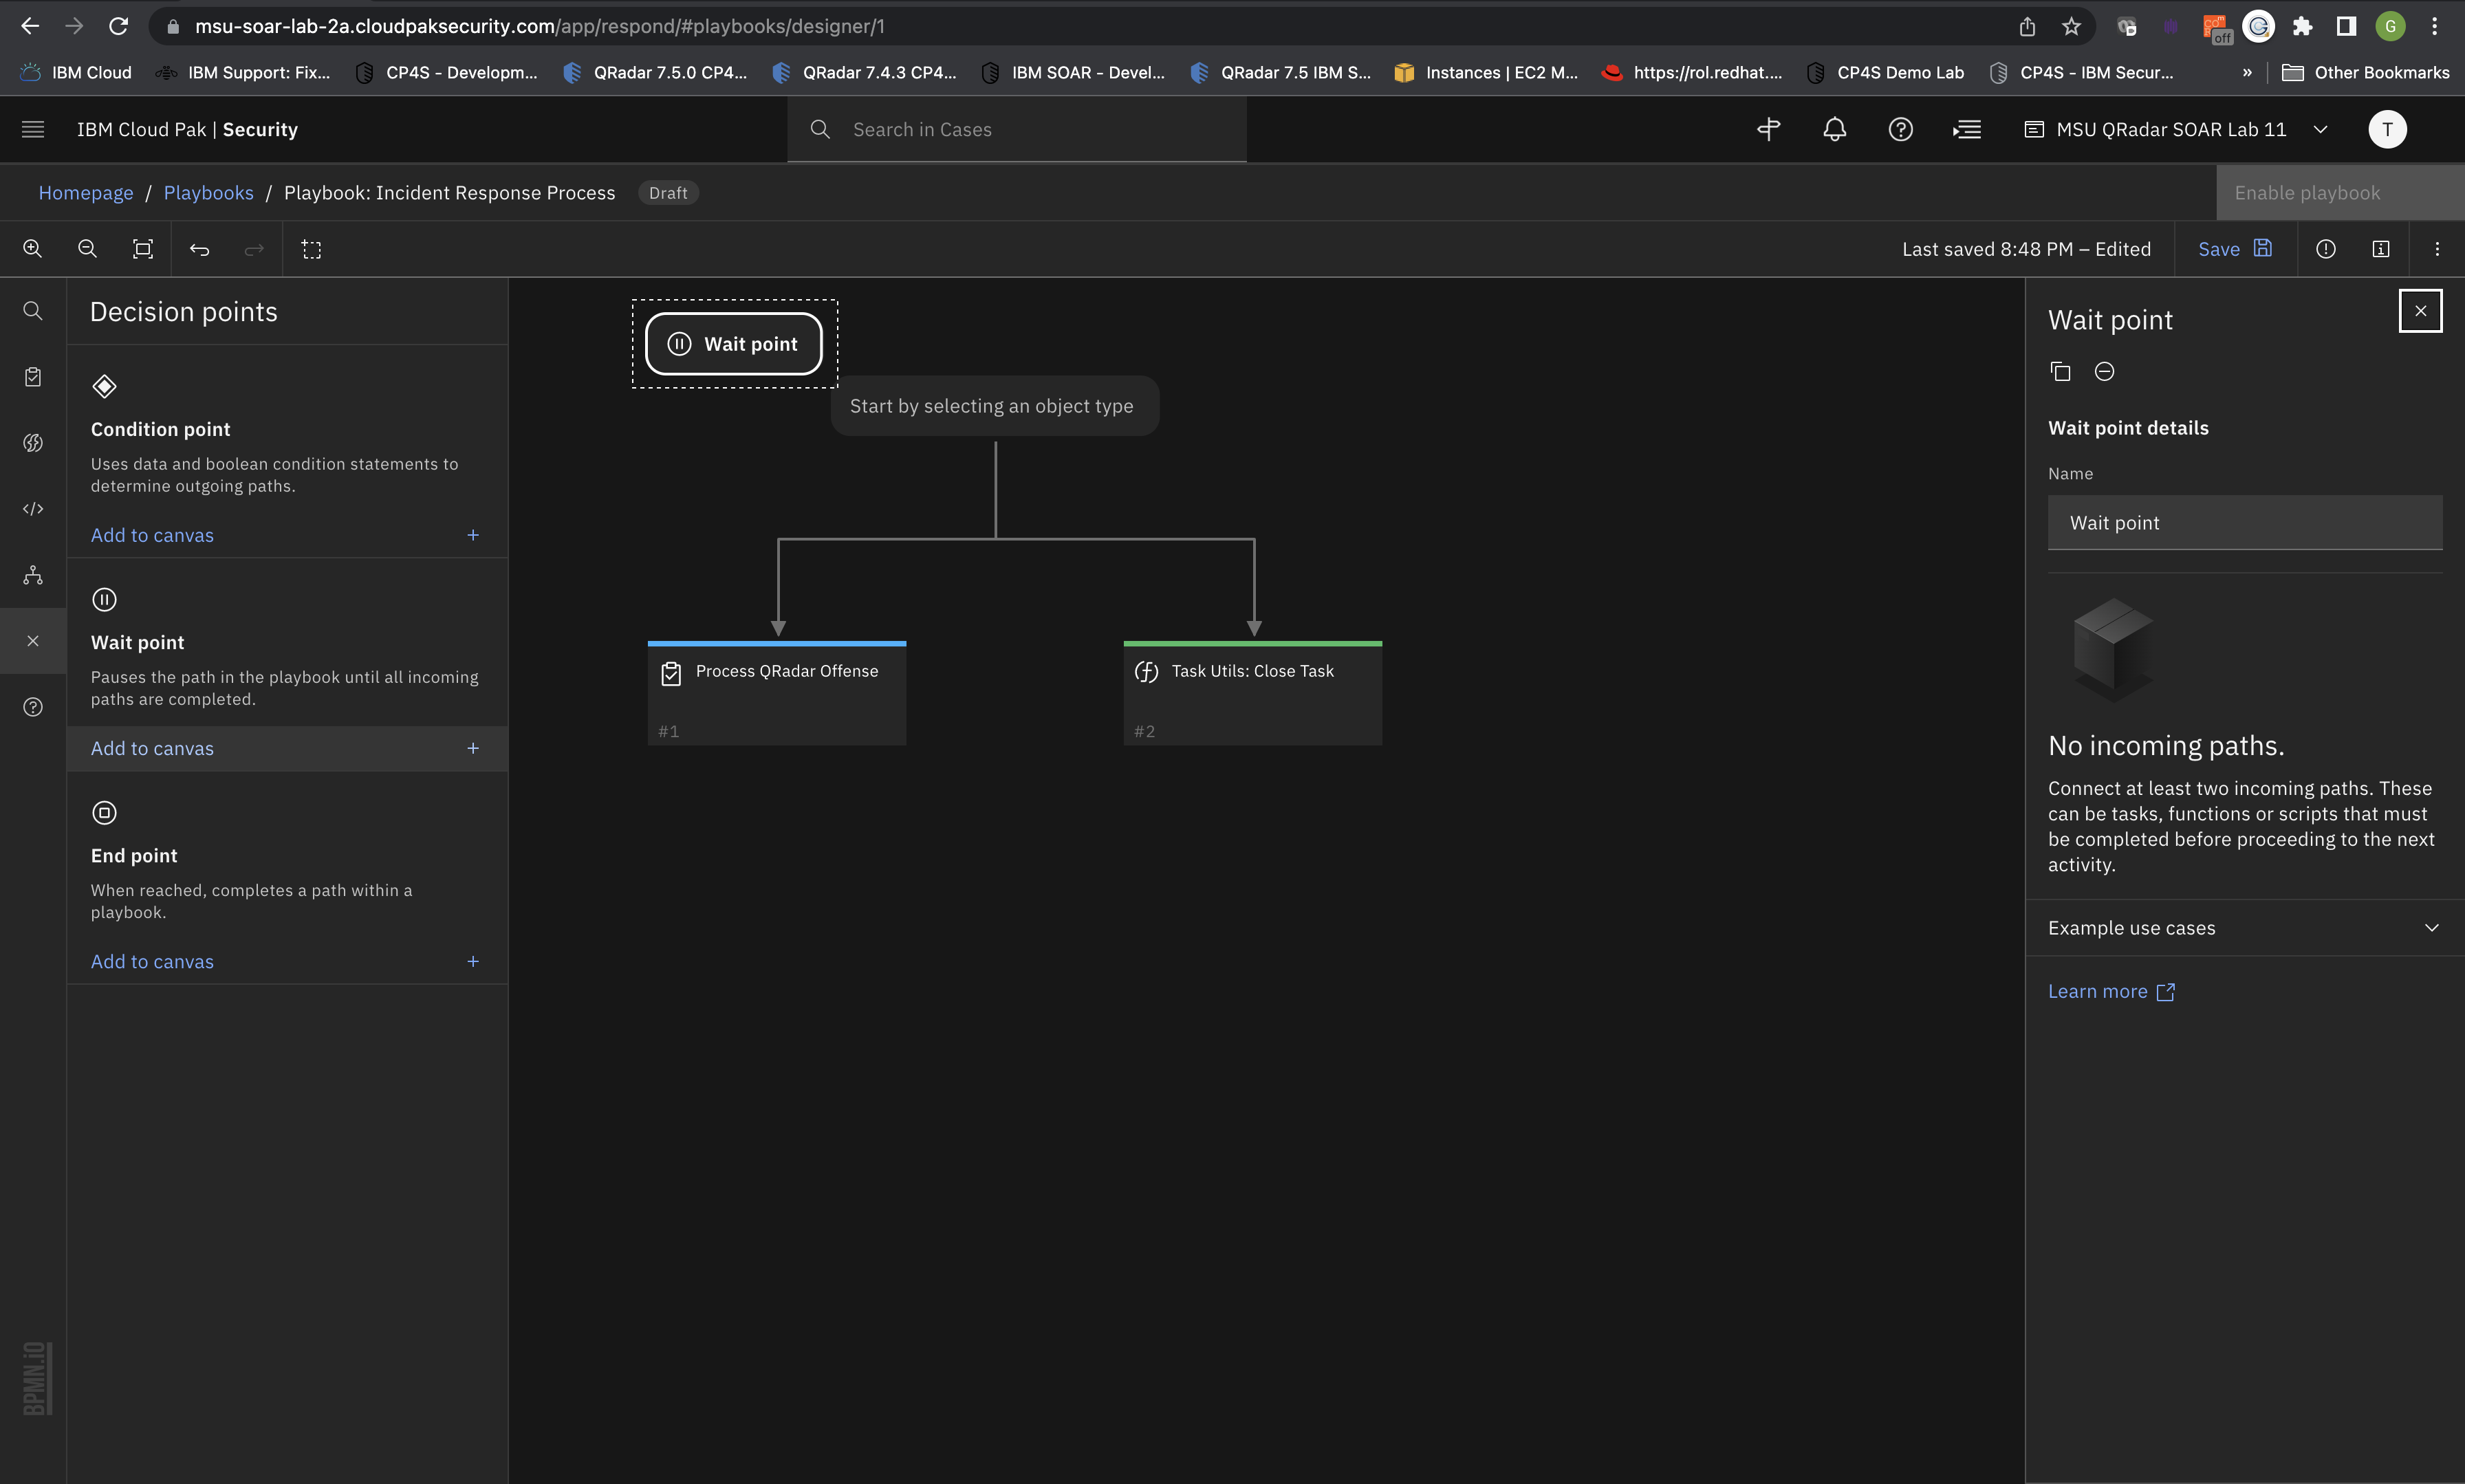 msu-soar-lab-2a.cloudpaksecurity.com/app/respond/#playbooks/designer/1
off
G
IBM Cloud
IBM Support: Fix...
CP4S - Developm...
QRadar 7.5.0 CP4...
QRadar 7.4.3 CP4...
IBM SOAR - Devel...
QRadar 7.5 IBM S...
Instances | EC2 M...
https://rol.redhat....
CP4S Demo Lab
CP4S - IBM Secur...
»
Other Bookmarks
IBM Cloud Pak | Security
Search in Cases
MSU QRadar SOAR Lab 11
T
Homepage / Playbooks / Playbook: Incident Response Process
Draft
Enable playbook
Last saved 8:48 PM – Edited
Save
Decision points
Condition point
Uses data and boolean condition statements to
determine outgoing paths.
Add to canvas
Wait point
Pauses the path in the playbook until all incoming
paths are completed.
Add to canvas
End point
When reached, completes a path within a
playbook.
Add to canvas
BPMN.iO
Wait point
Start by selecting an object type
Process QRadar Offense
#1
Task Utils: Close Task
#2
Wait point
Wait point details
Name
Wait point
No incoming paths.
Connect at least two incoming paths. These
can be tasks, functions or scripts that must
be completed before proceeding to the next
activity.
Example use cases
Learn more